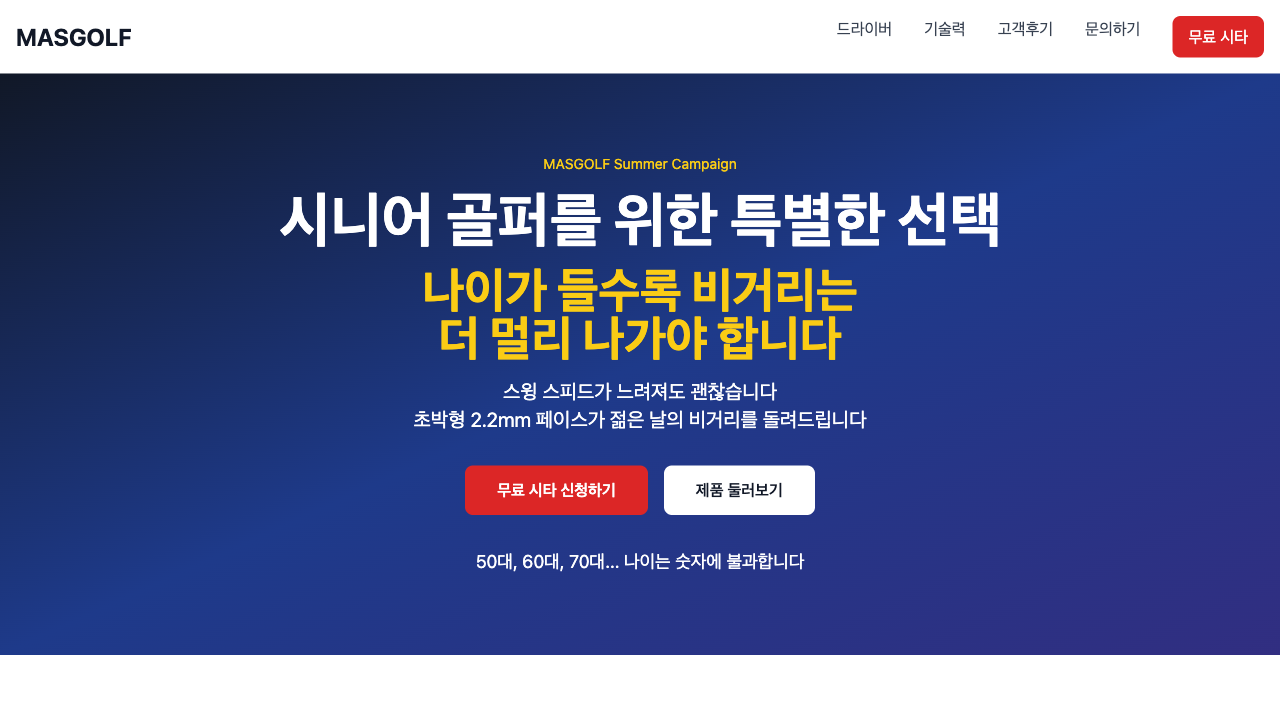 MASGOLF
드라이버
기술력
고객후기
문의하기
무료 시타
MASGOLF Summer Campaign
시니어 골퍼를 위한 특별한 선택
나이가 들수록 비거리는
더 멀리 나가야 합니다
스윙 스피드가 느려져도 괜찮습니다
초박형 2.2mm 페이스가 젊은 날의 비거리를 돌려드립니다
무료 시타 신청하기
제품 둘러보기
50대, 60대, 70대... 나이는 숫자에 불과합니다